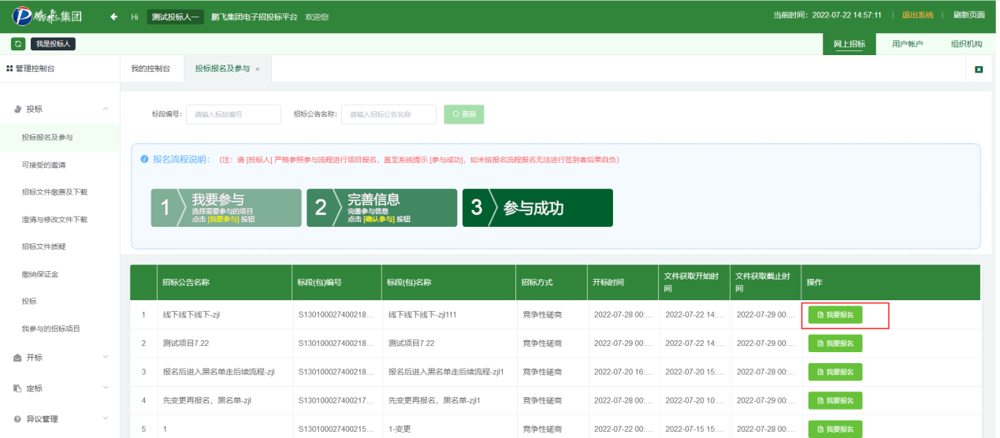 鹏飞集团
Hi 测试投标人一 鹏飞集团电子招投标平台 欢迎您
当前时间：2022-07-22 14:57:11 退出系统 刷新页面
我是投标人
网上招标 用户帐户 组织机构
管理控制台
我的控制台 投标报名及参与 ×
投标
投标报名及参与
可接受的邀请
招标文件缴费及下载
澄清与修改文件下载
招标文件质疑
缴纳保证金
投标
我参与的招标项目
开标
定标
异议管理
标段编号： 请输入标段编号 招标公告名称： 请输入招标公告名称 查询
报名流程说明： （注：请 [投标人] 严格参照参与流程进行项目报名，直至系统提示 [参与成功]，如未按报名流程报名无法进行签到者后果自负）
1 我要参与
选择需要参与的项目
点击 [我要参与] 按钮
2 完善信息
完善参与信息
点击 [确认参与] 按钮
3 参与成功
招标公告名称 标段(包)编号 标段(包)名称 招标方式 开标时间 文件获取开始时间 文件获取截止时间 操作
1 线下线下线下-zjl S130100027400218... 线下线下线下-zjl111 竞争性磋商 2022-07-28 00:... 2022-07-22 14:... 2022-07-29 00:... 我要报名
2 测试项目7.22 S130100027400218... 测试项目7.22 竞争性磋商 2022-07-29 00:... 2022-07-22 14:... 2022-07-29 00:... 我要报名
3 报名后进入黑名单走后续流程-zjl S130100027400218... 报名后进入黑名单走后续流程-zjl1 竞争性磋商 2022-07-20 16:... 2022-07-20 15:... 2022-07-28 00:... 我要报名
4 先变更再报名，黑名单-zjl S130100027400217... 先变更再报名，黑名单-zjl1 竞争性磋商 2022-07-28 00:... 2022-07-20 10:... 2022-07-29 00:... 我要报名
5 1 S130100027400215... 1-变更 竞争性磋商 2022-07-22 00:... 2022-07-15 15:... 2022-07-28 00:... 我要报名